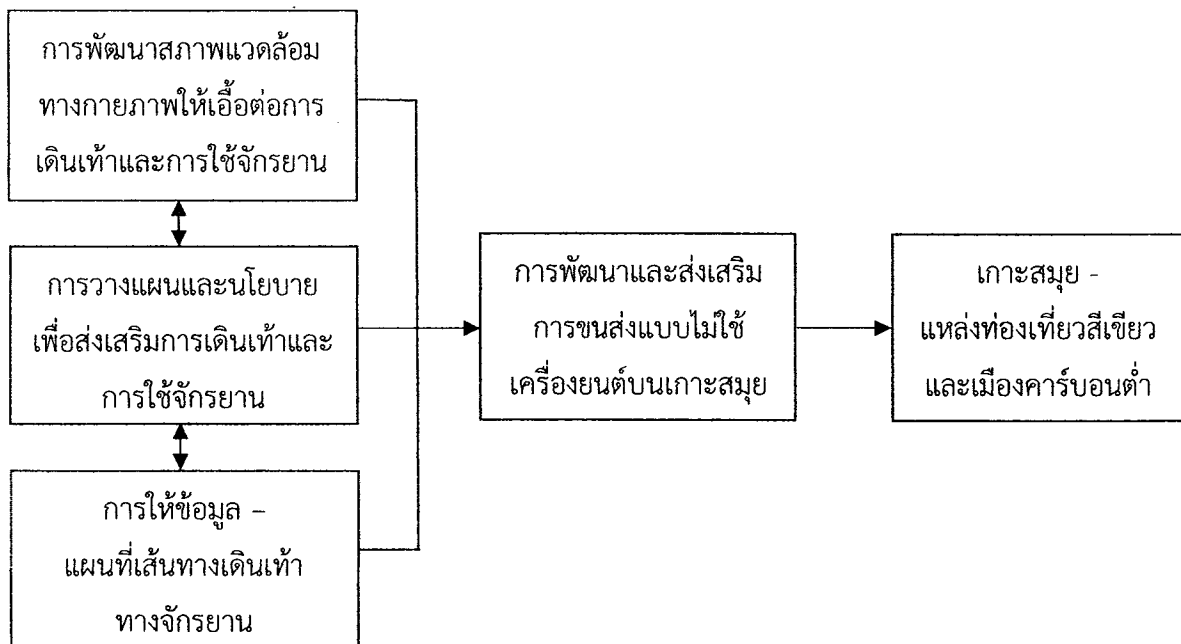 การพัฒนาสภาพแวดล้อม
ทางกายภาพให้เอื้อต่อการ
เดินเท้าและการใช้จักรยาน
การวางแผนและนโยบาย
เพื่อส่งเสริมการเดินเท้าและ
การใช้จักรยาน
การให้ข้อมูล –
แผนที่เส้นทางเดินเท้า
ทางจักรยาน
การพัฒนาและส่งเสริม
การขนส่งแบบไม่ใช้
เครื่องยนต์บนเกาะสมุย
เกาะสมุย -
แหล่งท่องเที่ยวสีเขียว
และเมืองคาร์บอนต่ำ